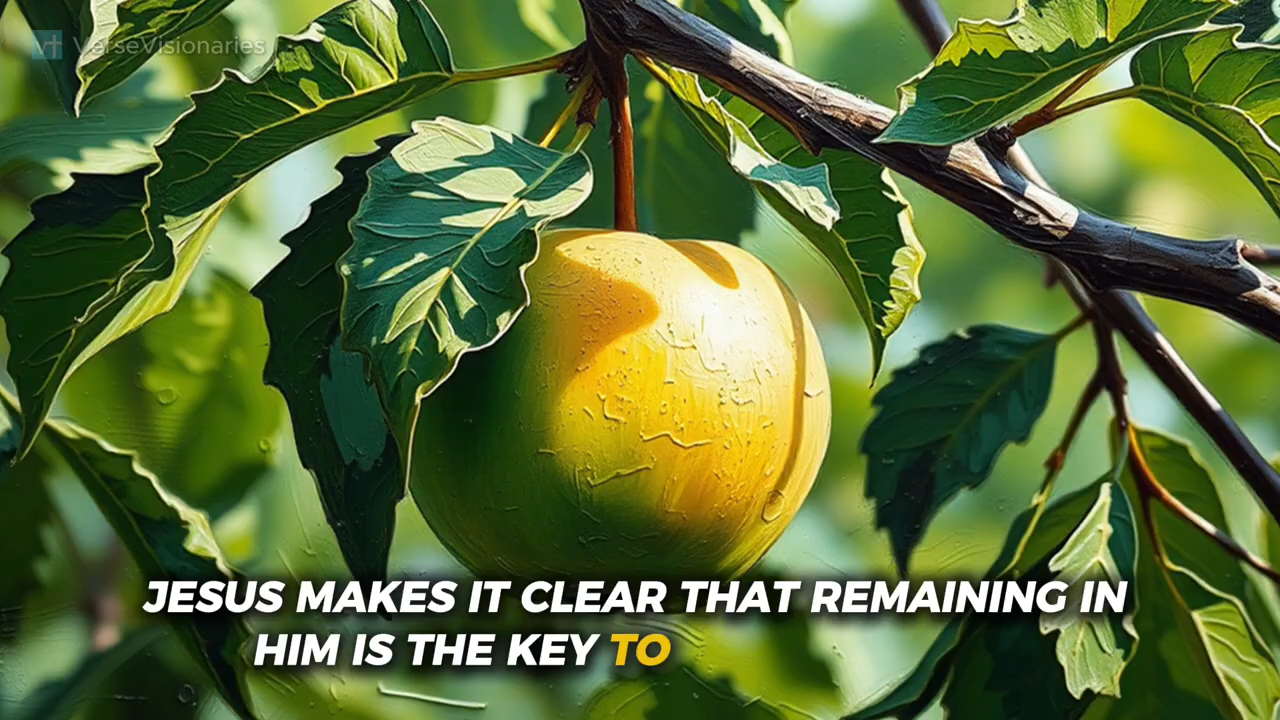 VerseVisionaries
JESUS MAKES IT CLEAR THAT REMAINING IN
HIM IS THE KEY TO